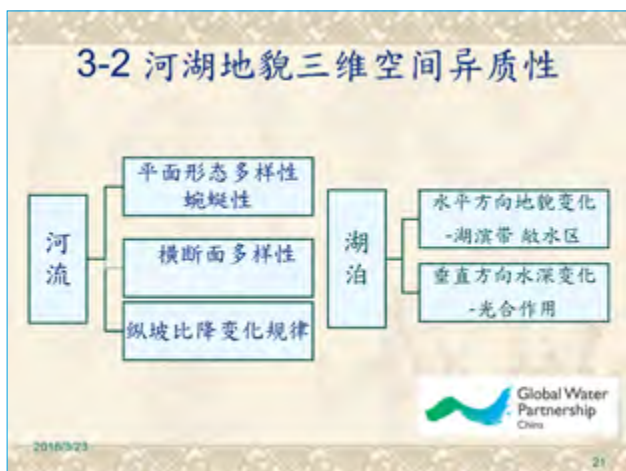 3-2 河湖地貌三维空间异质性
河流
平面形态多样性
蜿蜒性
横断面多样性
纵坡比降变化规律
湖泊
水平方向地貌变化
-湖滨带 敞水区
垂直方向水深变化
-光合作用
Global Water
Partnership
China
2016/3/23
21